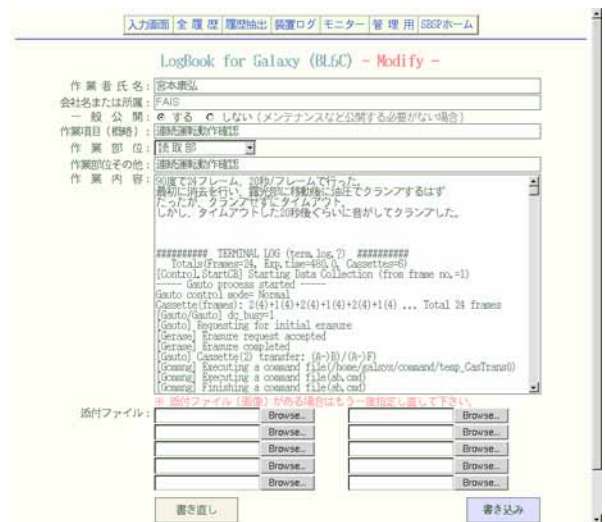 入力画面 全履歴 履歴抽出 装置ログ モニター 管理用 SBSPホーム
LogBook for Galaxy (BL6C) - Modify -
作業者氏名: 宮本康弘
会社名または所属: FAIS
一般公開: する しない (メンテナンスなど公開する必要がない場合)
作業項目(概略): 連続運転動作確認
作業部位: 読取部
作業部位その他: 連続運転動作確認
作業内容: 90度で24フレーム、20秒/フレームで行った。
最初に消去を行い、露光部に移動後に油圧でクランプするはず
だったが、クランプせずにタイムアウト。
しかし、タイムアウトした20秒後ぐらいに音がしてクランプした。
########## TERMINAL LOG (term.log.7) ##########
Totals(Frames=24, Exp.time=480.0, Cassettes=6)
[Control.StartCB] Starting Data Collection (from frame no.=1)
----- Gauto process started -----
Gauto control mode= Normal
Cassette(frames): 2(4)+1(4)+2(4)+1(4)+2(4)+1(4) ... Total 24 frames
[Gauto/Gauto] dc_busy=1
[Gauto] Requesting for initial erasure
[Gerase] Erasure request accepted
[Gerase] Erasure completed
[Gauto] Cassette(2) transfer: (A->B)/(A->F)
[Gcmmng] Executing a command file(/home/galaxy/command/temp_CasTrans0)
[Gcmmng] Executing a command file(ab.cmd)
[Gcmmng] Finishing a command file(ab.cmd)
※ 添付ファイル(画像)がある場合はもう一度指定し直して下さい。
添付ファイル: Browse... Browse...
Browse... Browse...
Browse... Browse...
Browse... Browse...
Browse... Browse...
書き直し 書き込み